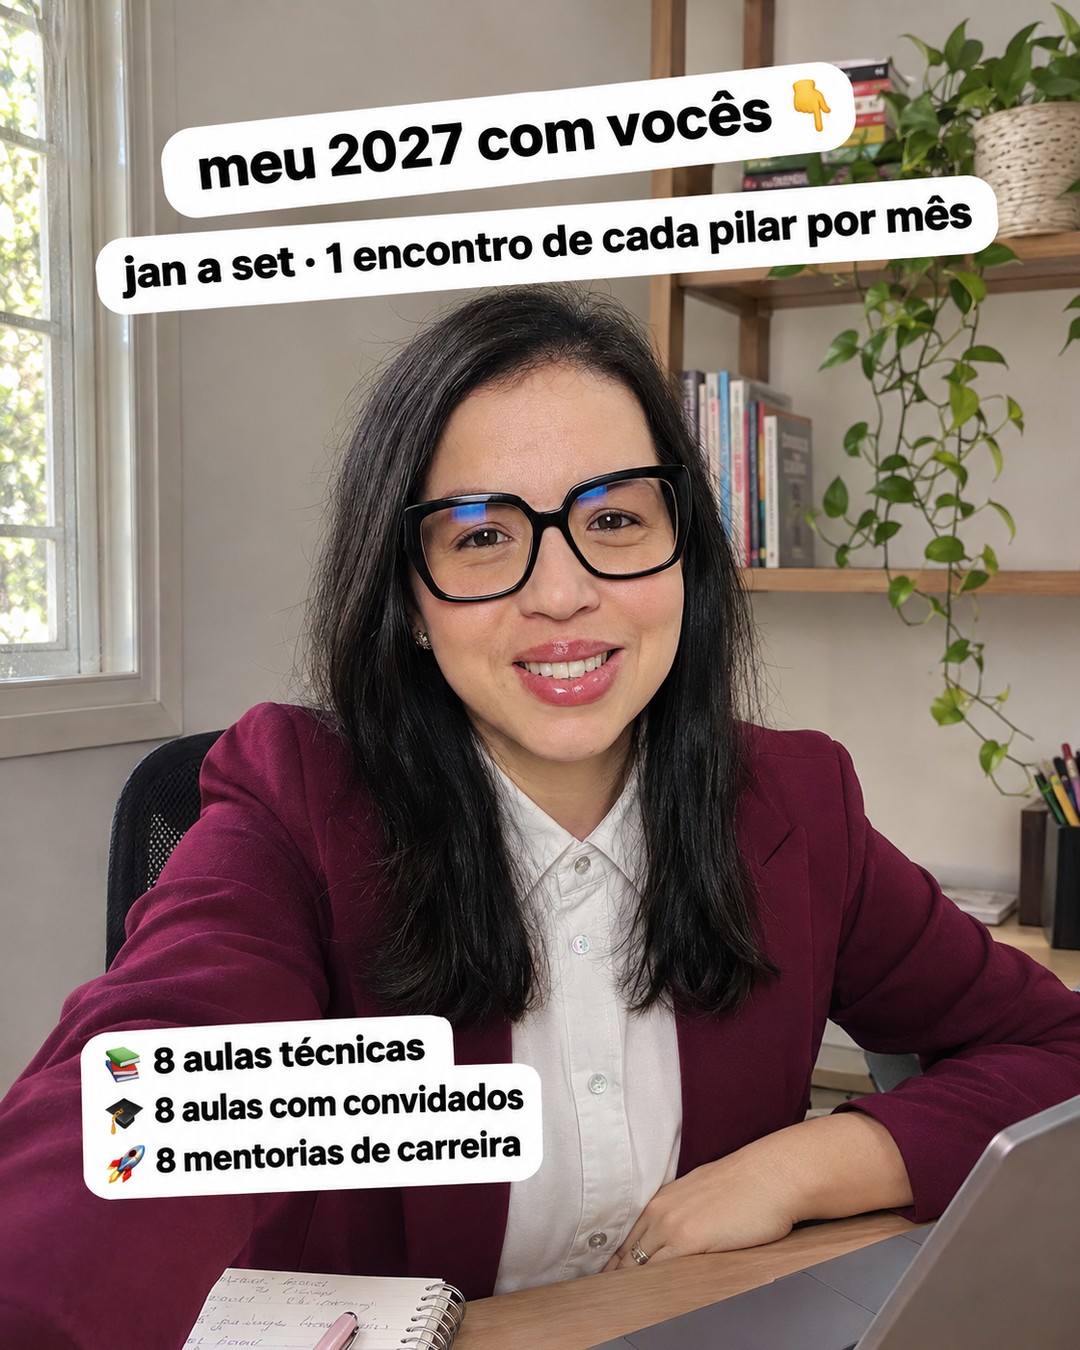 meu 2027 com vocês 👇
jan a set · 1 encontro de cada pilar por mês
📚 8 aulas técnicas
🎓 8 aulas com convidados
🚀 8 mentorias de carreira